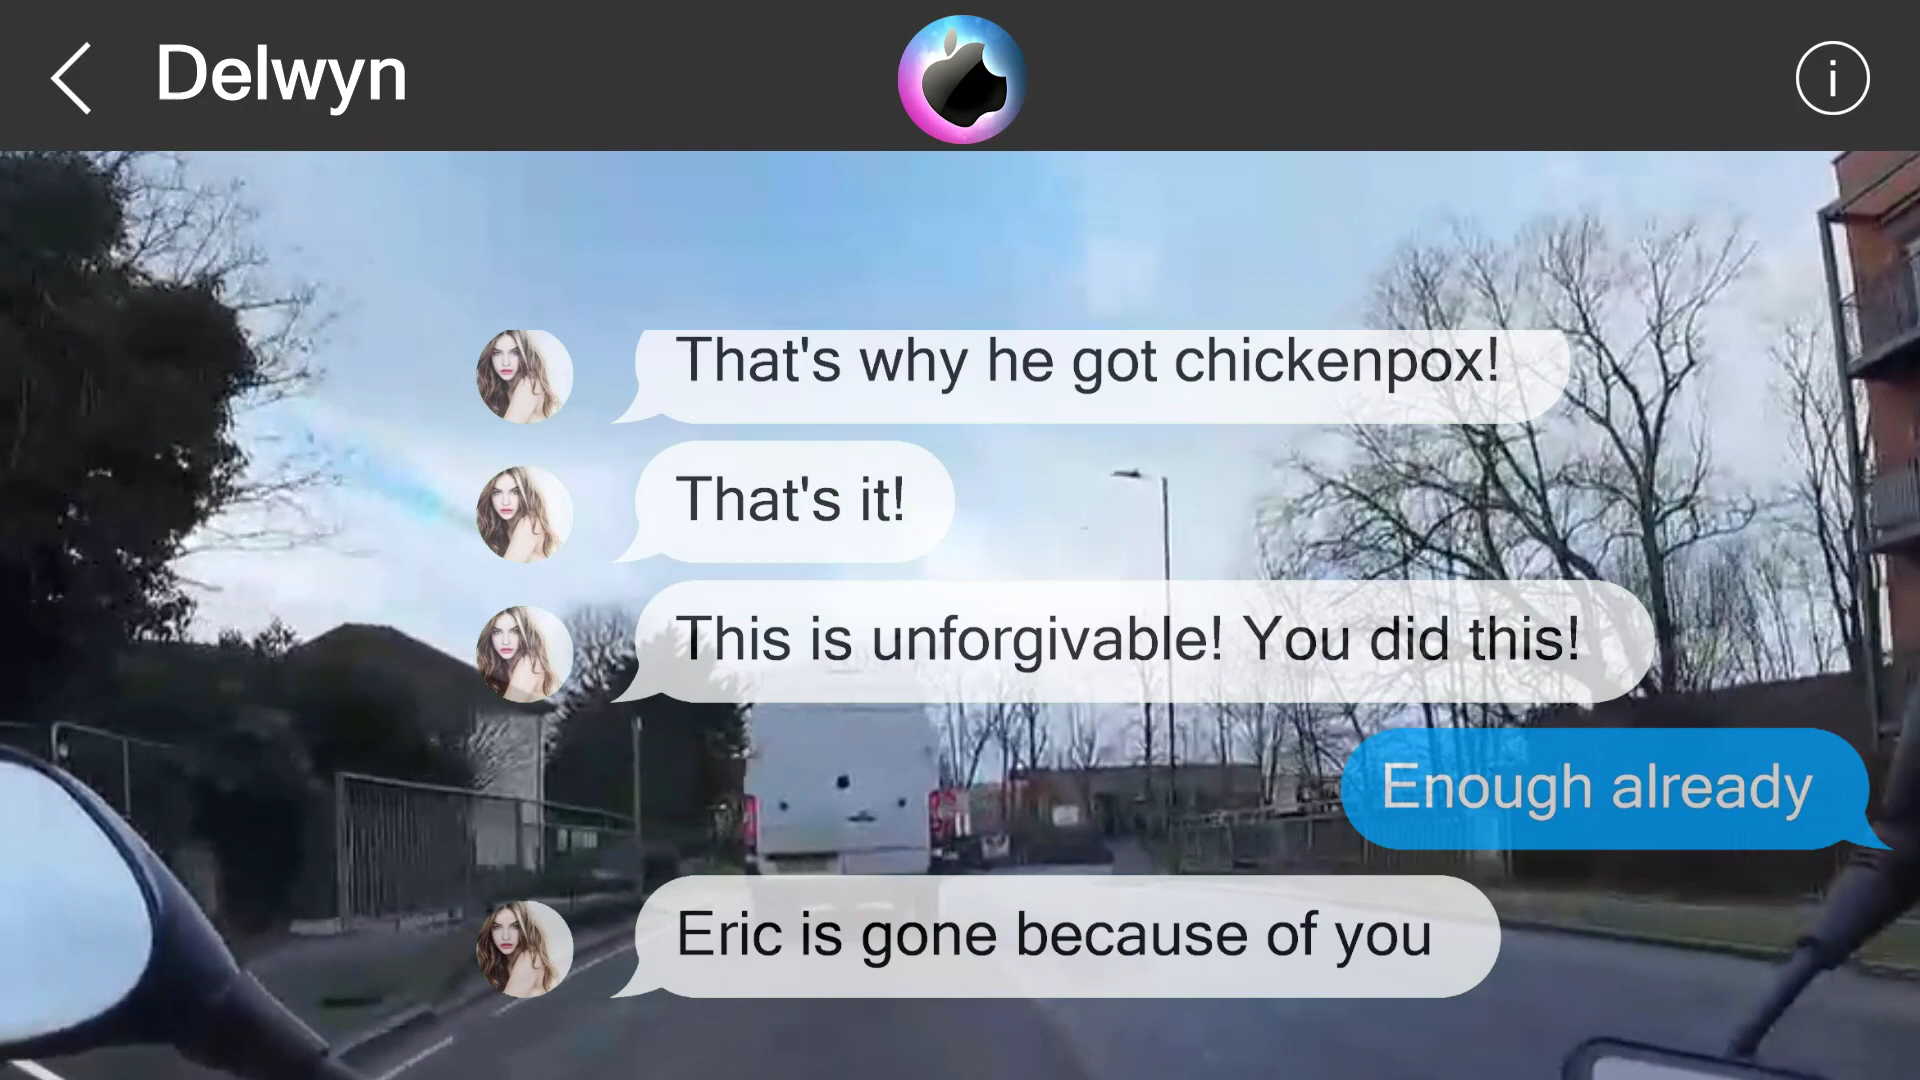 Delwyn
That's why he got chickenpox!
That's it!
This is unforgivable! You did this!
Enough already
Eric is gone because of you